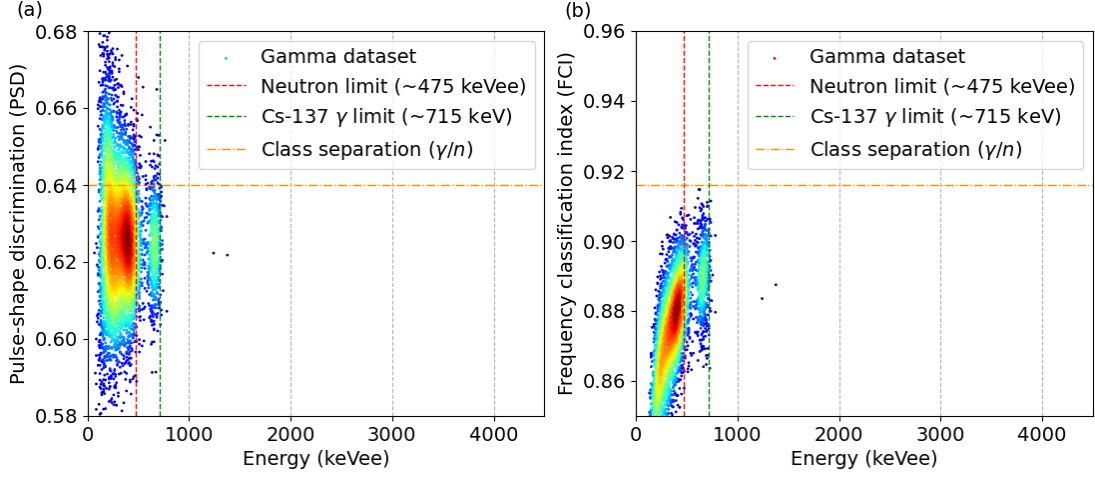 (a)
0.68
0.66
0.64
0.62
0.60
0.58
Pulse-shape discrimination (PSD)
Gamma dataset
Neutron limit (~475 keVee)
Cs-137 γ limit (~715 keV)
Class separation (γ/n)
0 1000 2000 3000 4000
Energy (keVee)
(b)
0.96
0.94
0.92
0.90
0.88
0.86
Frequency classification index (FCI)
Gamma dataset
Neutron limit (~475 keVee)
Cs-137 γ limit (~715 keV)
Class separation (γ/n)
0 1000 2000 3000 4000
Energy (keVee)